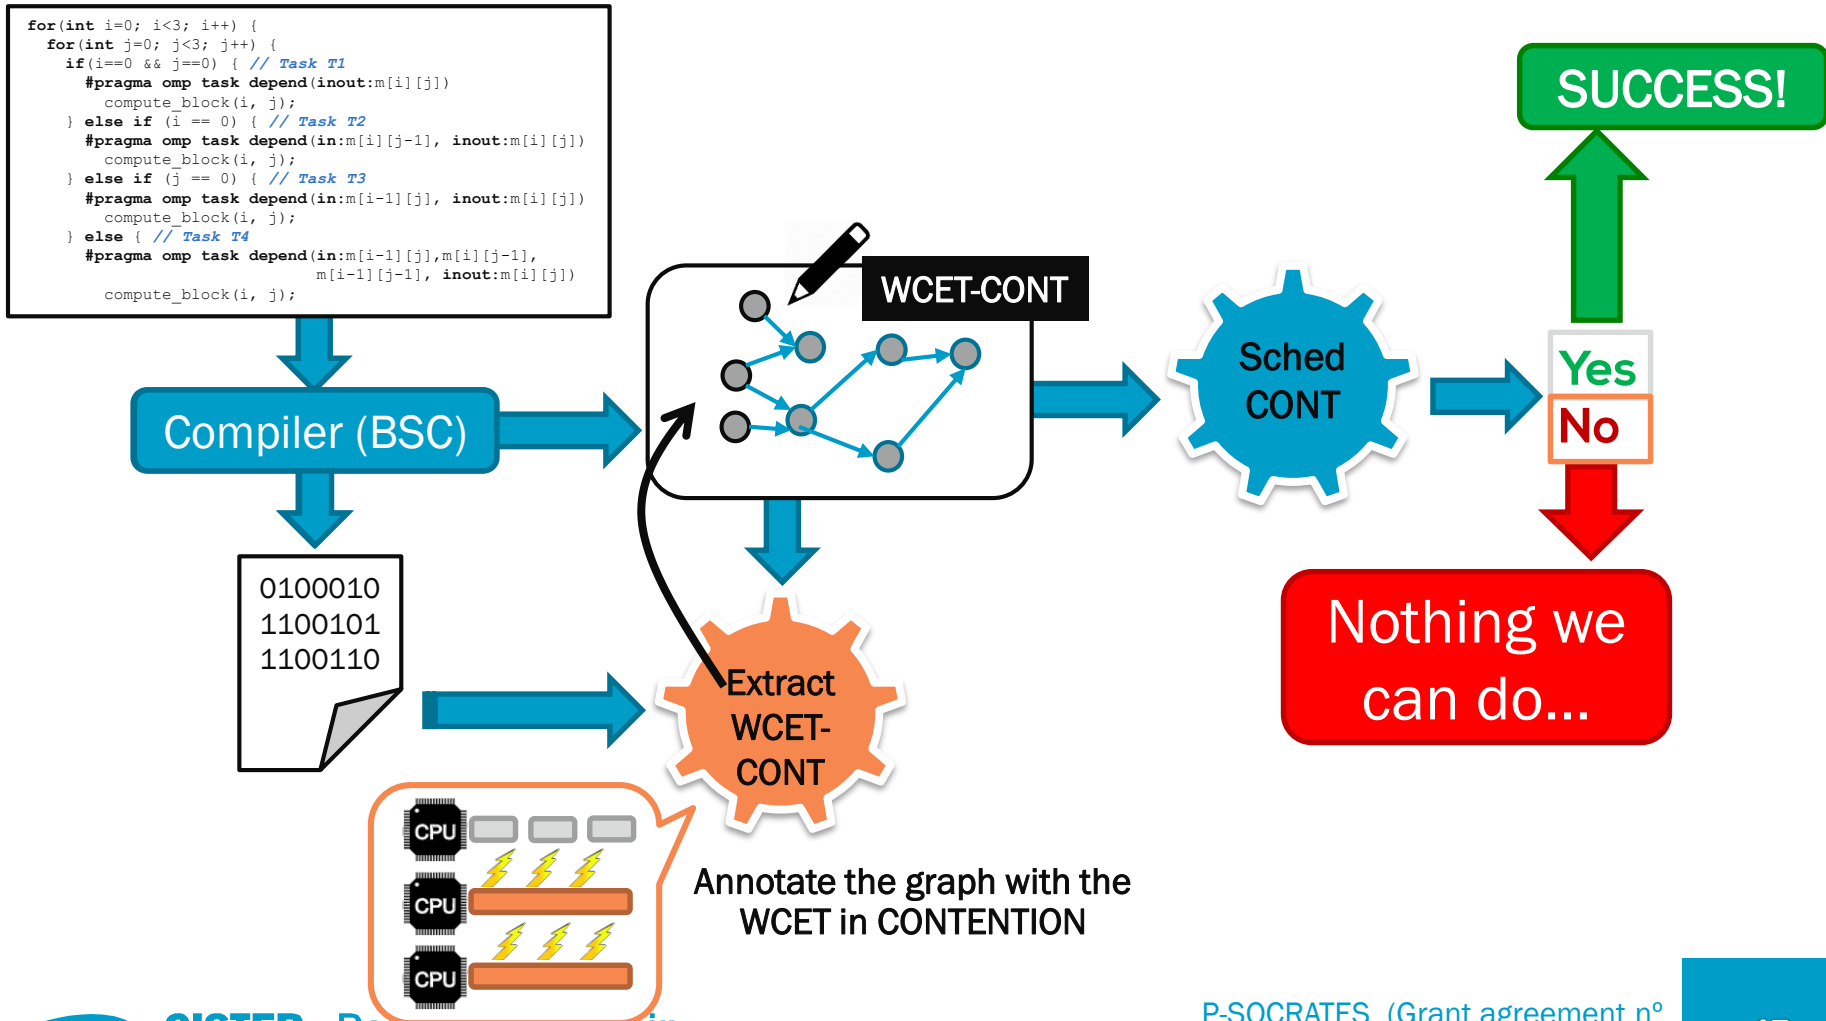 for(int i=0; i<3; i++) {
for(int j=0; j<3; j++) {
if(i==0 && j==0) { // Task T1
#pragma omp task depend(inout:m[i][j])
compute_block(i, j);
} else if (i == 0) { // Task T2
#pragma omp task depend(in:m[i][j-1], inout:m[i][j])
compute_block(i, j);
} else if (j == 0) { // Task T3
#pragma omp task depend(in:m[i-1][j], inout:m[i][j])
compute_block(i, j);
} else { // Task T4
#pragma omp task depend(in:m[i-1][j],m[i][j-1],
m[i-1][j-1], inout:m[i][j])
compute_block(i, j);
Compiler (BSC)
0100010
1100101
1100110
WCET-CONT
Extract
WCET-
CONT
CPU
CPU
CPU
Annotate the graph with the
WCET in CONTENTION
Sched
CONT
SUCCESS!
Yes
No
Nothing we
can do...
CISTER
P-SOCRATES (Grant agreement nº